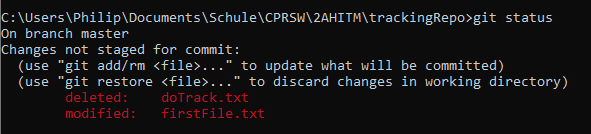 C:\Users\Philip\Documents\Schule\CPRSW\2AHITM\trackingRepo>git status
On branch master
Changes not staged for commit:
  (use "git add/rm <file>..." to update what will be committed)
  (use "git restore <file>..." to discard changes in working directory)
        deleted:    doTrack.txt
        modified:   firstFile.txt